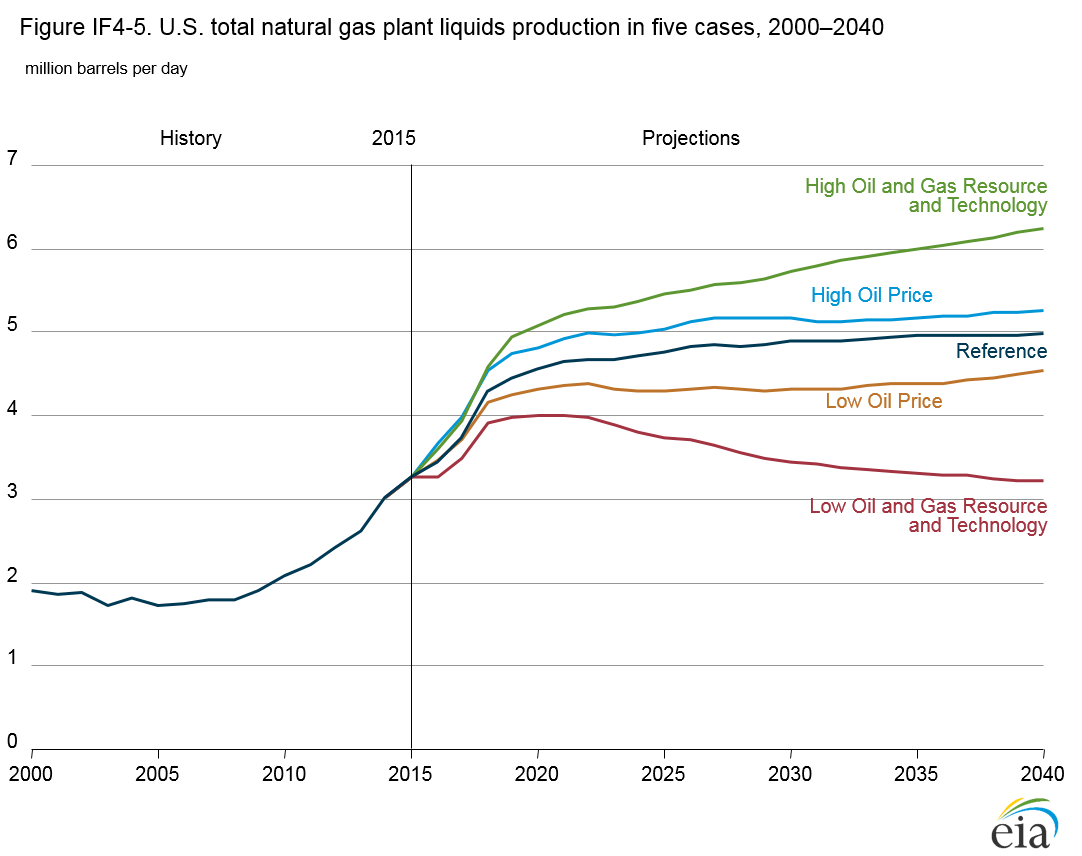 Figure IF4-5. U.S. total natural gas plant liquids production in five cases, 2000–2040
million barrels per day
History
2015
Projections
7
High Oil and Gas Resource
and Technology
6
High Oil Price
5
Reference
Low Oil Price
4
3
Low Oil and Gas Resource
and Technology
2
1
0
2000 2005 2010 2015 2020 2025 2030 2035 2040
eia